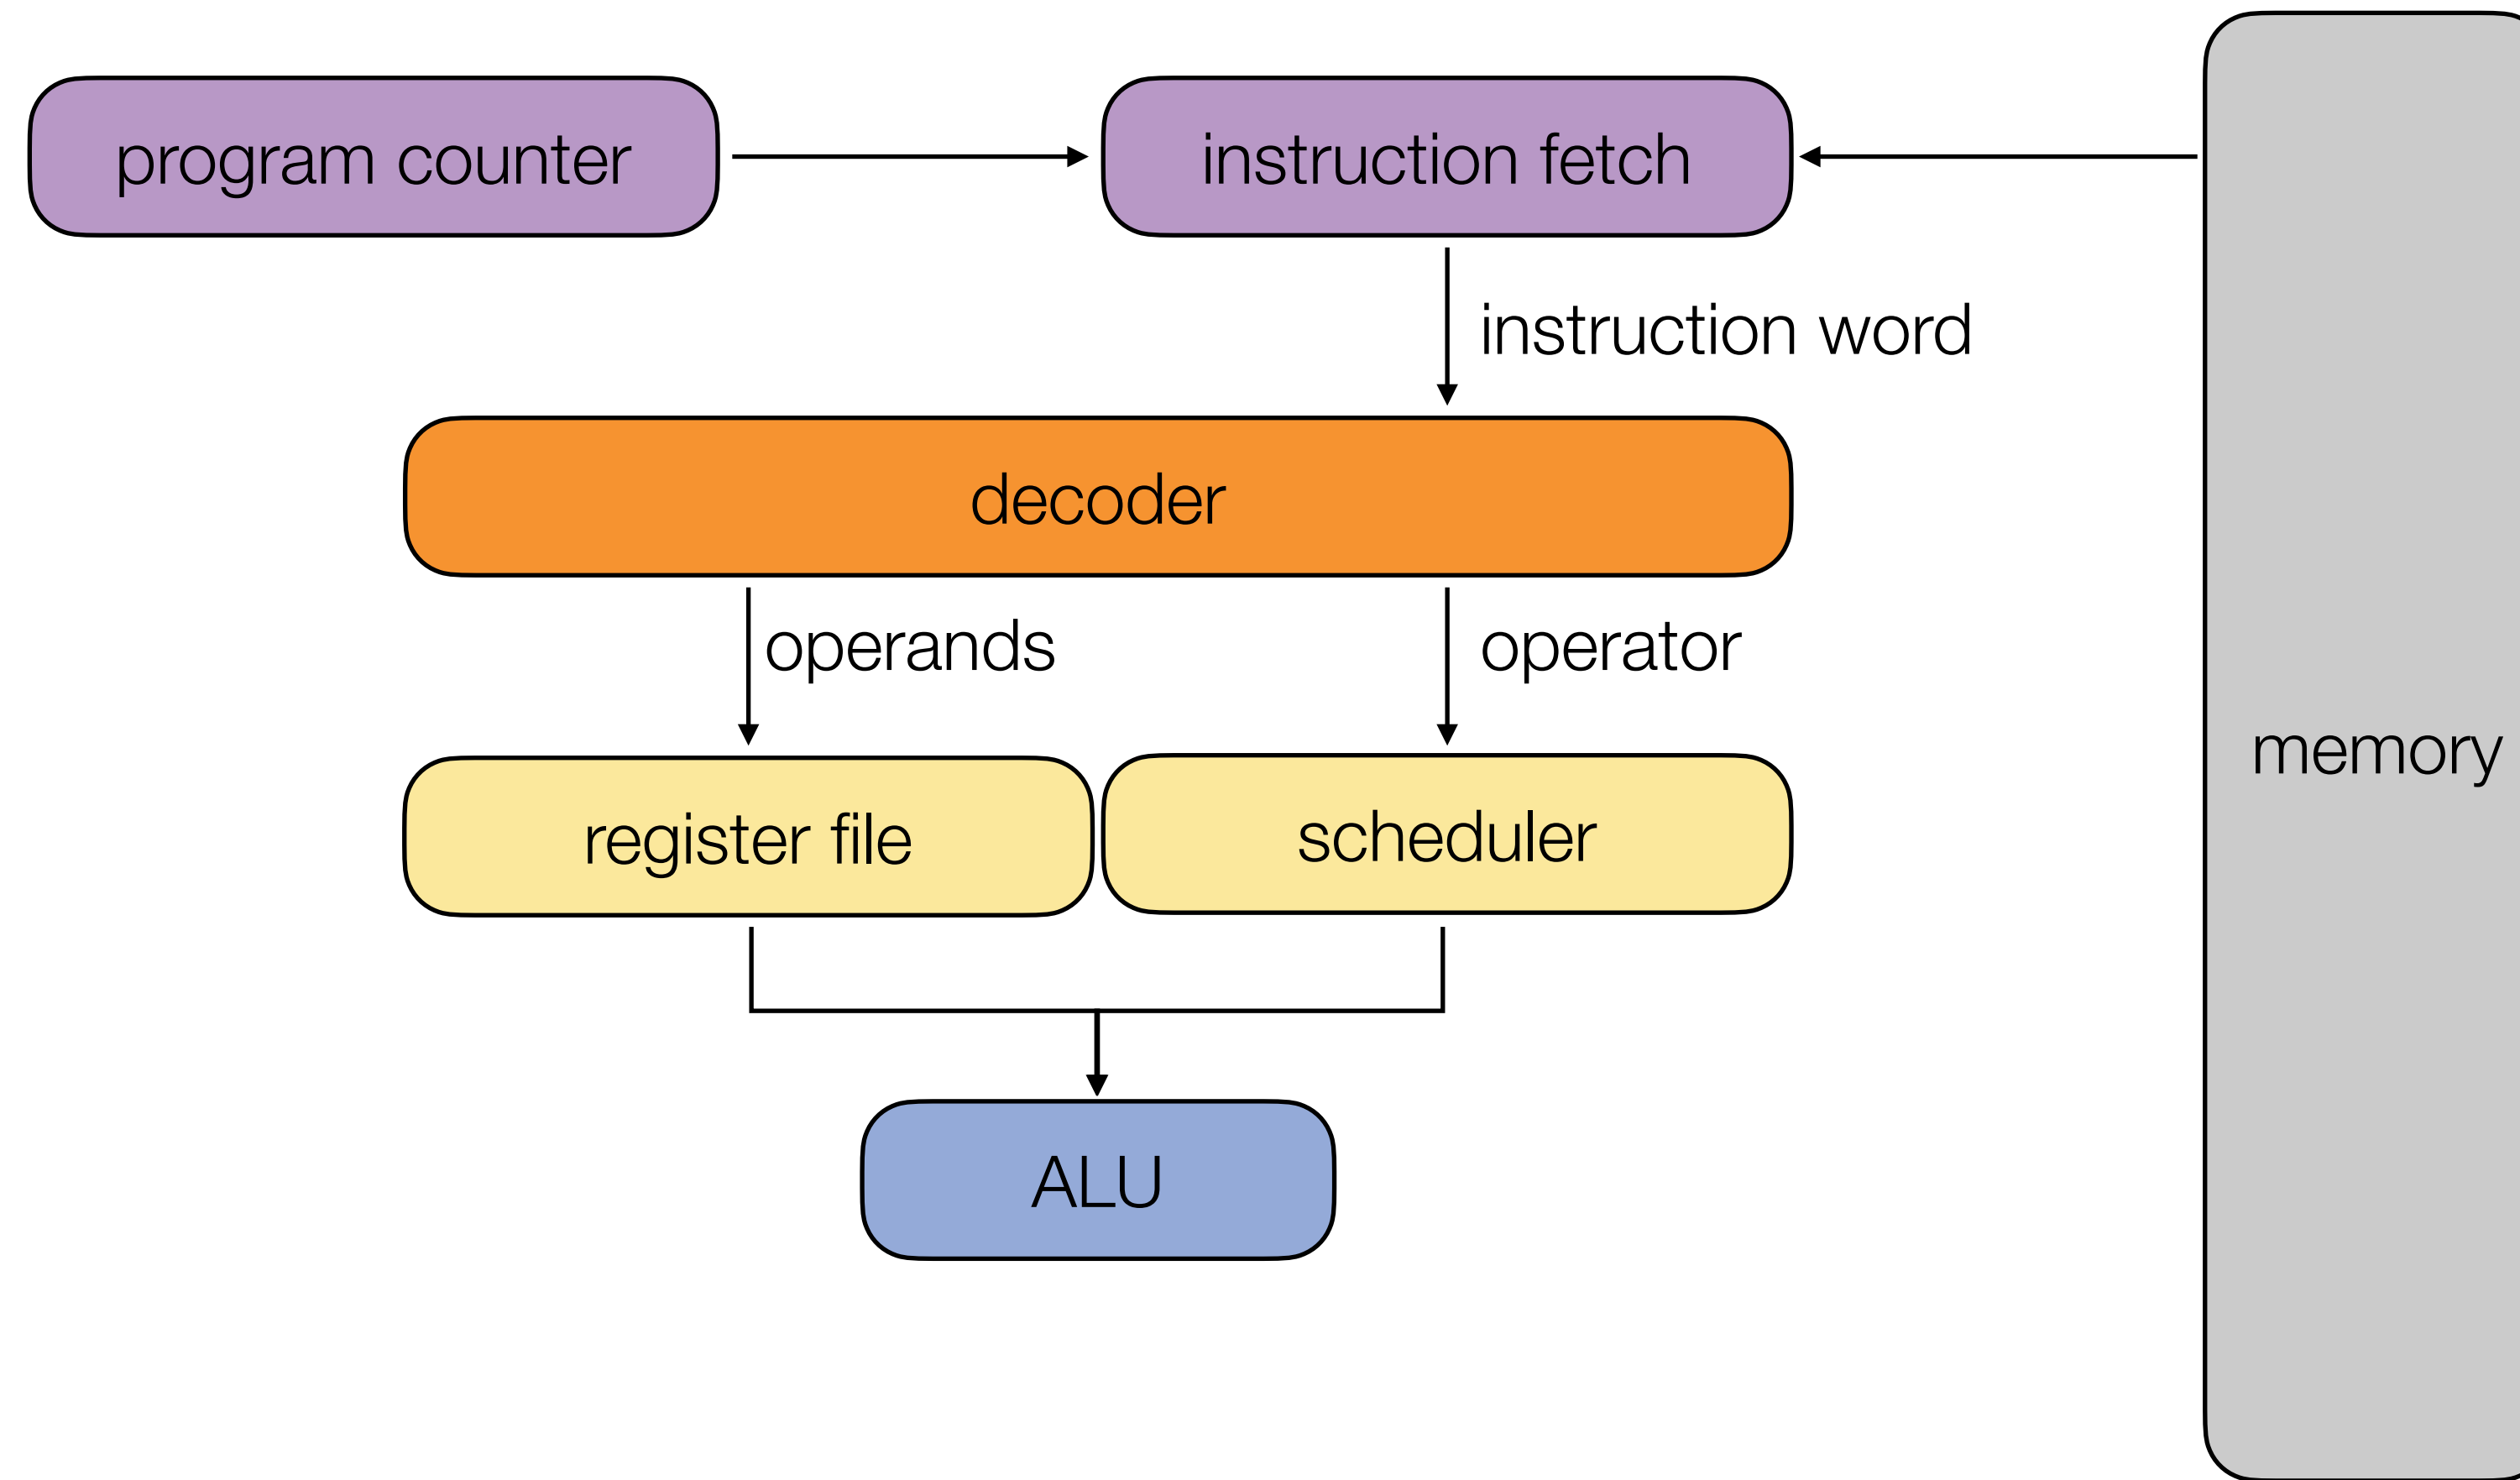 program counter
instruction fetch
instruction word
decoder
operands
operator
memory
register file
scheduler
ALU